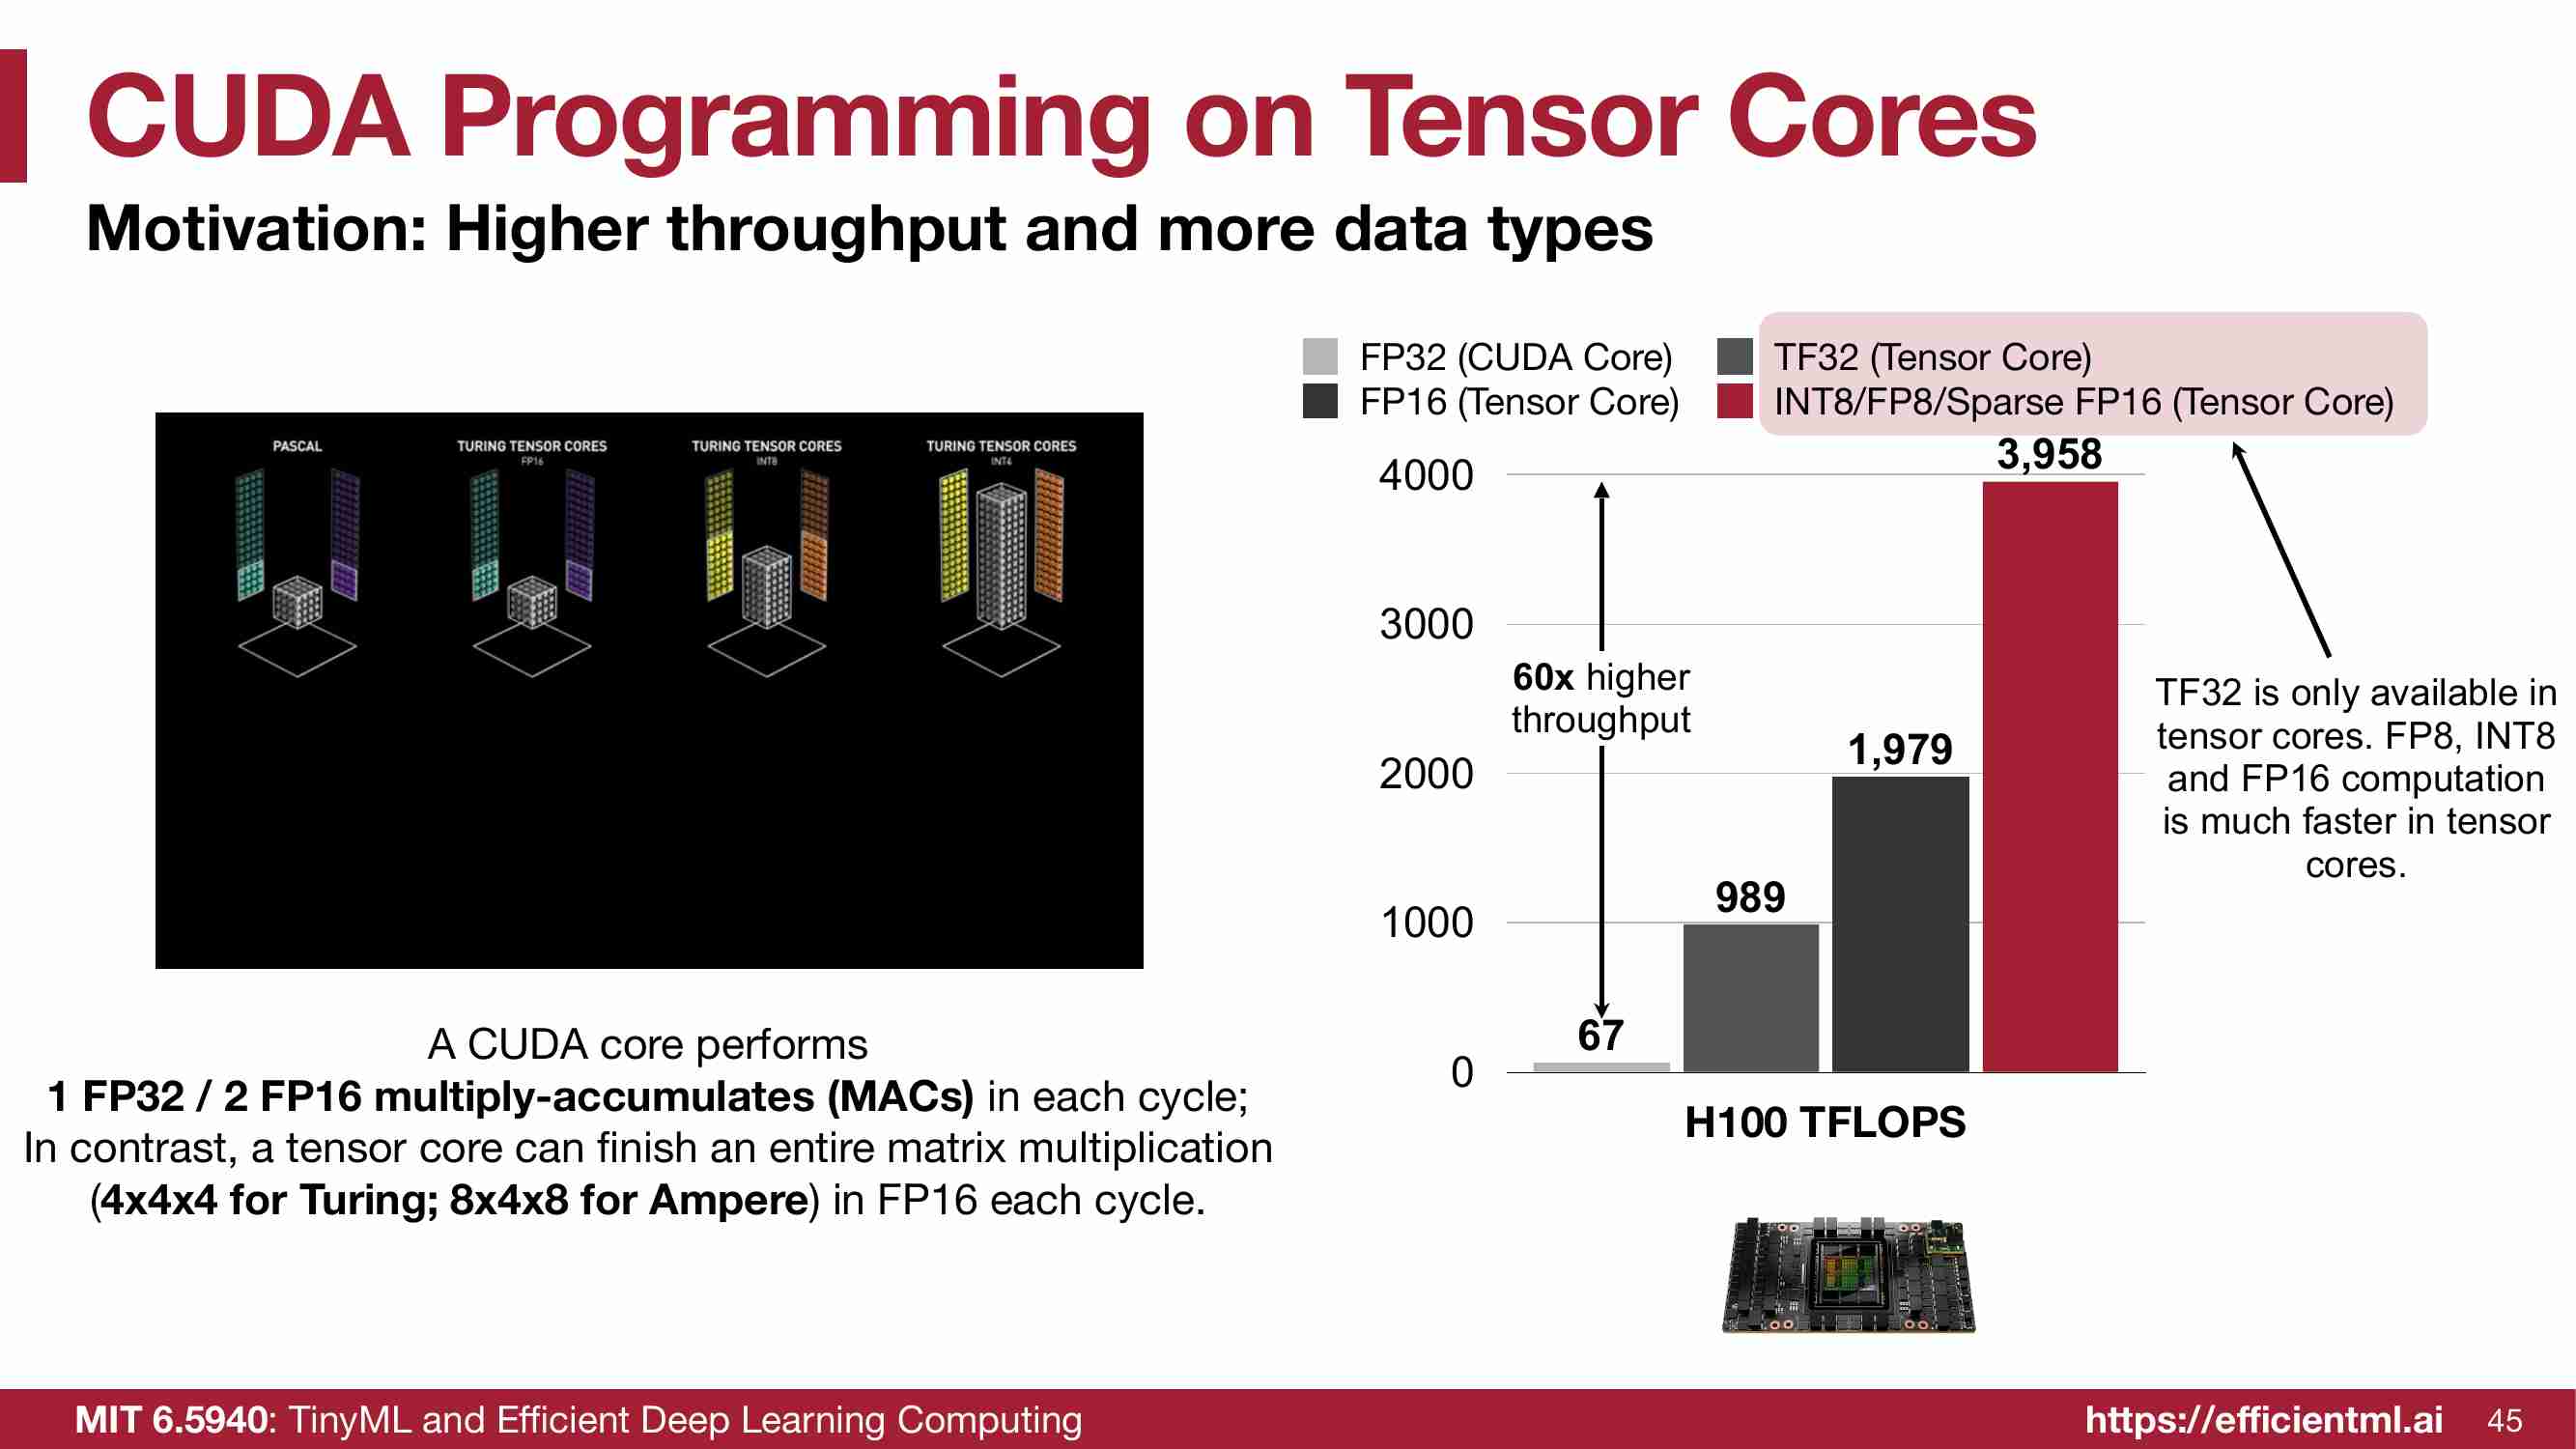 CUDA Programming on Tensor Cores
Motivation: Higher throughput and more data types
PASCAL
TURING TENSOR CORES
FP16
TURING TENSOR CORES
INT8
TURING TENSOR CORES
INT4
A CUDA core performs
1 FP32 / 2 FP16 multiply-accumulates (MACs) in each cycle;
In contrast, a tensor core can finish an entire matrix multiplication
(4x4x4 for Turing; 8x4x8 for Ampere) in FP16 each cycle.
FP32 (CUDA Core)
TF32 (Tensor Core)
FP16 (Tensor Core)
INT8/FP8/Sparse FP16 (Tensor Core)
4000
3000
2000
1000
0
3,958
60x higher
throughput
1,979
989
67
H100 TFLOPS
TF32 is only available in
tensor cores. FP8, INT8
and FP16 computation
is much faster in tensor
cores.
MIT 6.5940: TinyML and Efficient Deep Learning Computing
https://efficientml.ai
45